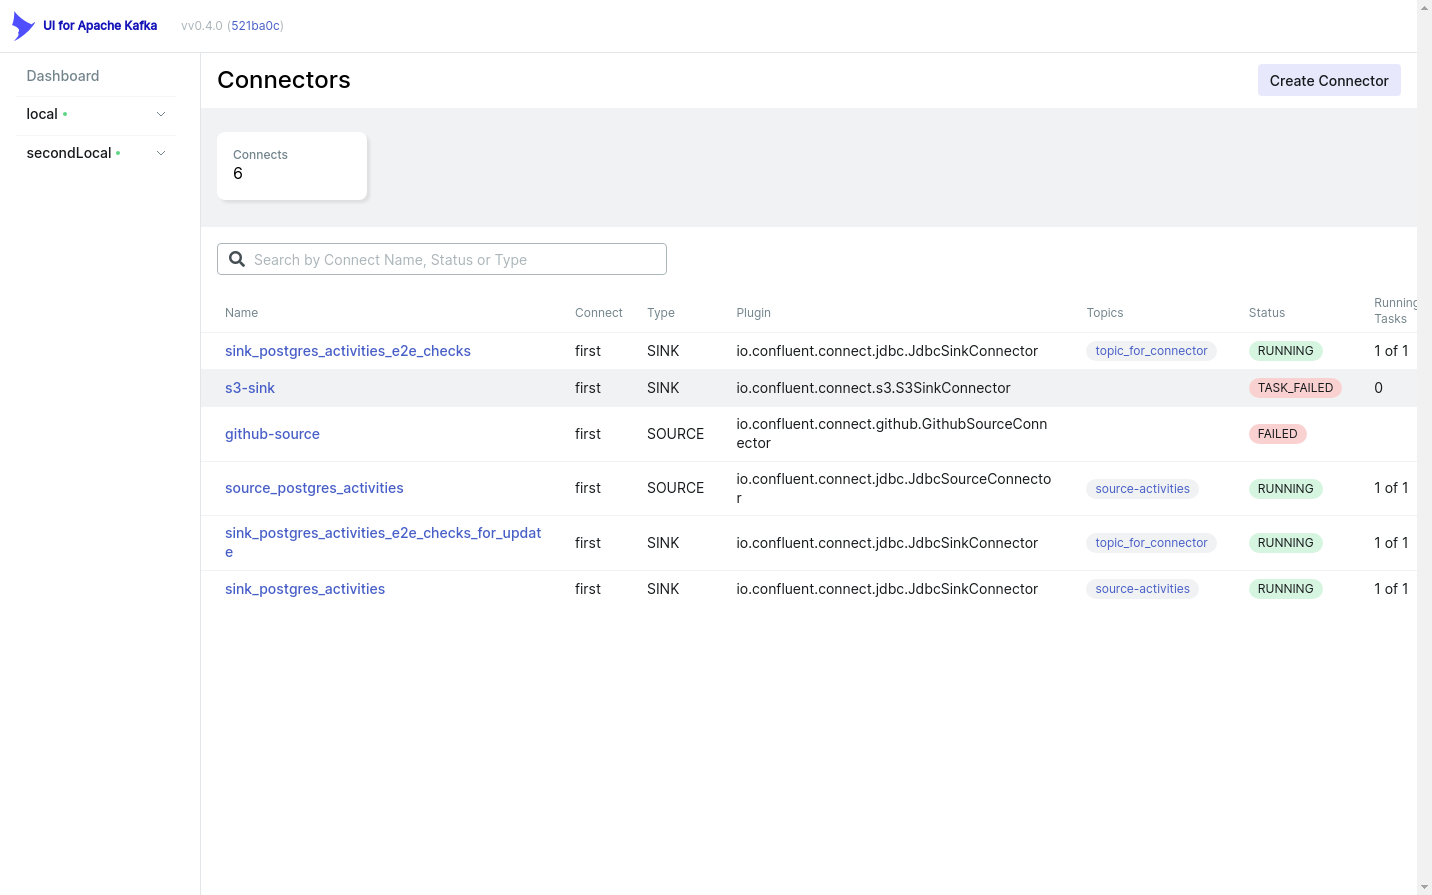 UI for Apache Kafka vv0.4.0 (521ba0c)
Dashboard
local
secondLocal
Connectors
Create Connector
Connects
6
Search by Connect Name, Status or Type
Name Connect Type Plugin Topics Status Running
Tasks
sink_postgres_activities_e2e_checks first SINK io.confluent.connect.jdbc.JdbcSinkConnector topic_for_connector RUNNING 1 of 1
s3-sink first SINK io.confluent.connect.s3.S3SinkConnector TASK_FAILED 0
github-source first SOURCE io.confluent.connect.github.GithubSourceConn
ector FAILED
source_postgres_activities first SOURCE io.confluent.connect.jdbc.JdbcSourceConnecto
r source-activities RUNNING 1 of 1
sink_postgres_activities_e2e_checks_for_updat
e first SINK io.confluent.connect.jdbc.JdbcSinkConnector topic_for_connector RUNNING 1 of 1
sink_postgres_activities first SINK io.confluent.connect.jdbc.JdbcSinkConnector source-activities RUNNING 1 of 1